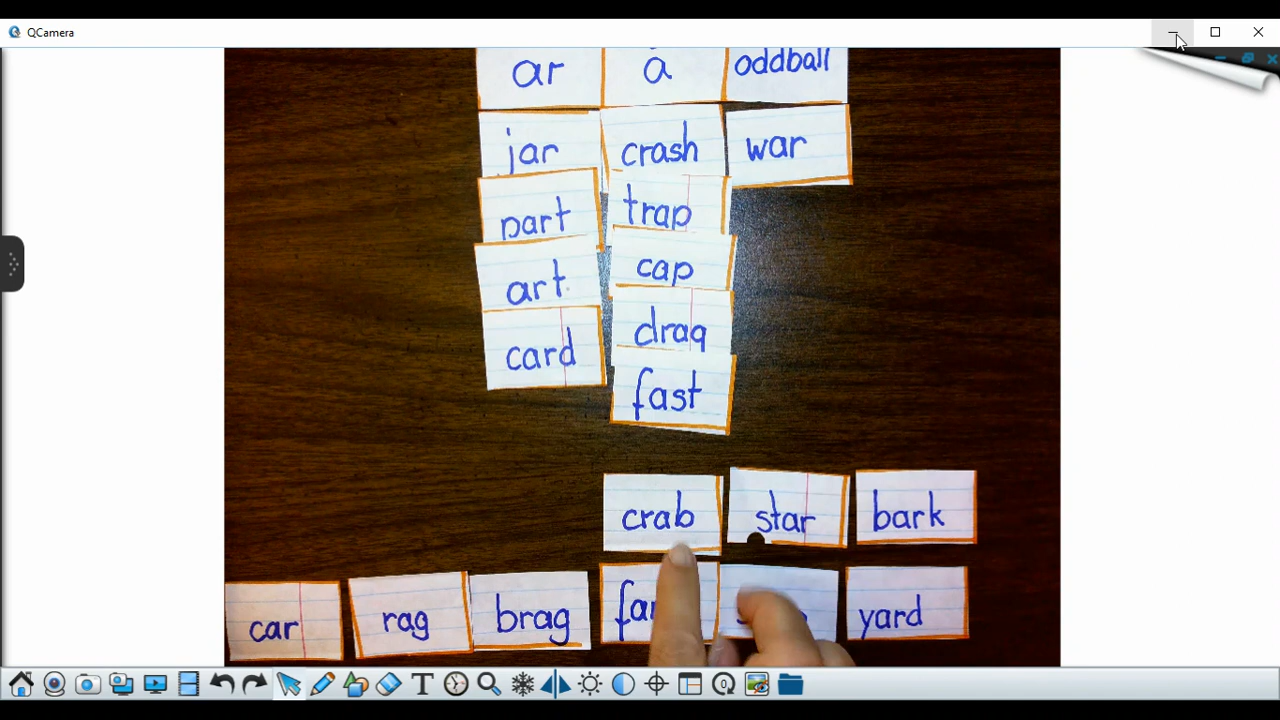 QCamera
ar ă oddball
jar crash war
part trap
art cap
card drag
fast
crab star bark
car rag brag yard